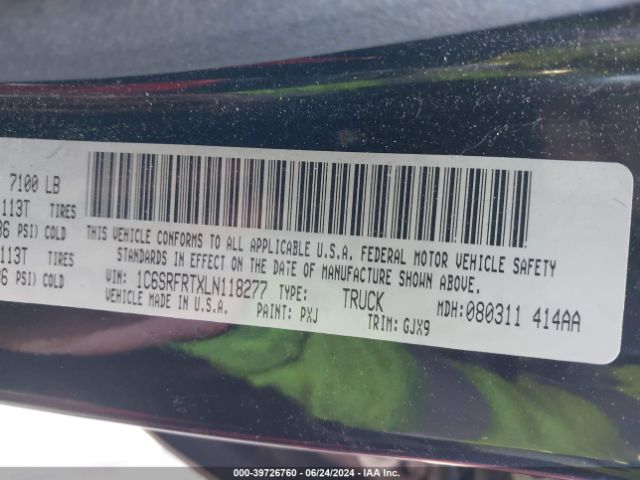 7100 LB
113T TIRES
PSI) COLD
113T TIRES
PSI) COLD
THIS VEHICLE CONFORMS TO ALL APPLICABLE U.S.A. FEDERAL MOTOR VEHICLE SAFETY
STANDARDS IN EFFECT ON THE DATE OF MANUFACTURE SHOWN ABOVE.
VIN: 1C6SRFRTXLN118277 TYPE: TRUCK MDH: 080311 414AA
VEHICLE MADE IN U.S.A. PAINT: PXJ TRIM: GJX9
000-39726760 - 06/24/2024 - IAA Inc.